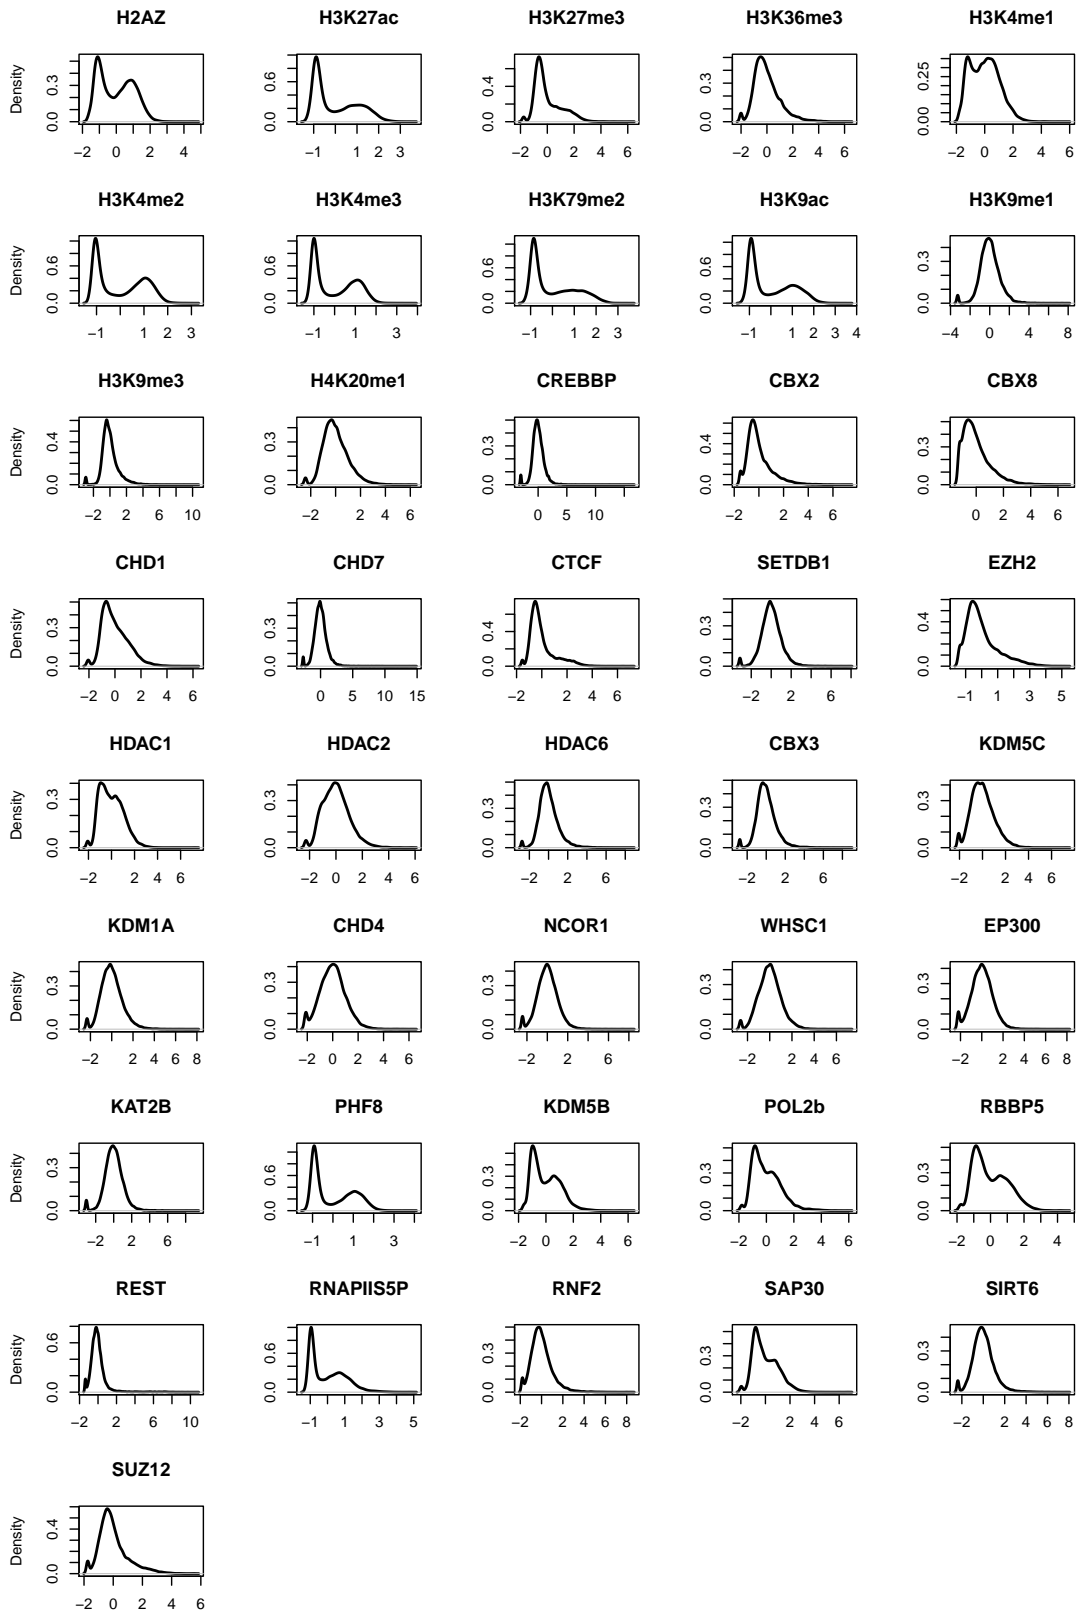 H2AZ H3K27ac H3K27me3 H3K36me3 H3K4me1
Density 0.0 0.3 0.0 0.6 0.0 0.4 0.0 0.3 0.00 0.25
−2 0 2 4 −1 1 2 3 −2 0 2 4 6 −2 0 2 4 6 −2 0 2 4 6
H3K4me2 H3K4me3 H3K79me2 H3K9ac H3K9me1
Density 0.0 0.6 0.0 0.6 0.0 0.6 0.0 0.6 0.0 0.3
−1 1 2 3 −1 1 2 4 −1 1 2 3 −1 1 2 3 4 −4 0 4 8
H3K9me3 H4K20me1 CREBBP CBX2 CBX8
Density 0.0 0.4 0.0 0.3 0.0 0.3 0.0 0.4 0.0 0.3
−2 2 6 10 −2 0 2 4 6 0 5 10 −2 0 2 4 6 0 2 4 6
CHD1 CHD7 CTCF SETDB1 EZH2
Density 0.0 0.3 0.0 0.3 0.0 0.4 0.0 0.3 0.0 0.4
−2 0 2 4 6 0 5 10 15 −2 0 2 4 6 −2 2 6 −1 1 3 5
HDAC1 HDAC2 HDAC6 CBX3 KDM5C
Density 0.0 0.3 0.0 0.3 0.0 0.3 0.0 0.3 0.0 0.3
−2 0 2 4 6 −2 0 2 4 6 −2 2 6 −2 2 6 −2 0 2 4 6
KDM1A CHD4 NCOR1 WHSC1 EP300
Density 0.0 0.3 0.0 0.3 0.0 0.3 0.0 0.3 0.0 0.3
−2 0 2 4 6 8 −2 0 2 4 6 −2 0 2 6 −2 0 2 4 6 −2 0 2 4 6 8
KAT2B PHF8 KDM5B POL2b RBBP5
Density 0.0 0.3 0.0 0.6 0.0 0.3 0.0 0.3 0.0 0.3
−2 2 6 −1 1 3 −2 0 2 4 6 −2 0 2 4 6 −2 0 2 4
REST RNAPIIS5P RNF2 SAP30 SIRT6
Density 0.0 0.6 0.0 0.6 0.0 0.3 0.0 0.3 0.0 0.3
−2 2 6 10 −1 1 3 5 −2 0 2 4 6 8 −2 0 2 4 6 −2 0 2 4 6 8
SUZ12
Density 0.0 0.4
−2 0 2 4 6